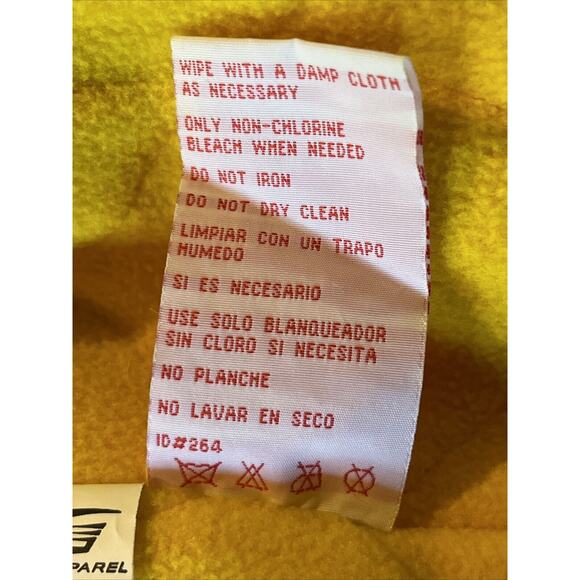 WIPE WITH A DAMP CLOTH
AS NECESSARY
ONLY NON-CHLORINE
BLEACH WHEN NEEDED
DO NOT IRON
DO NOT DRY CLEAN
LIMPIAR CON UN TRAPO
HUMEDO
SI ES NECESARIO
USE SOLO BLANQUEADOR
SIN CLORO SI NECESITA
NO PLANCHE
NO LAVAR EN SECO
ID#264
PAREL